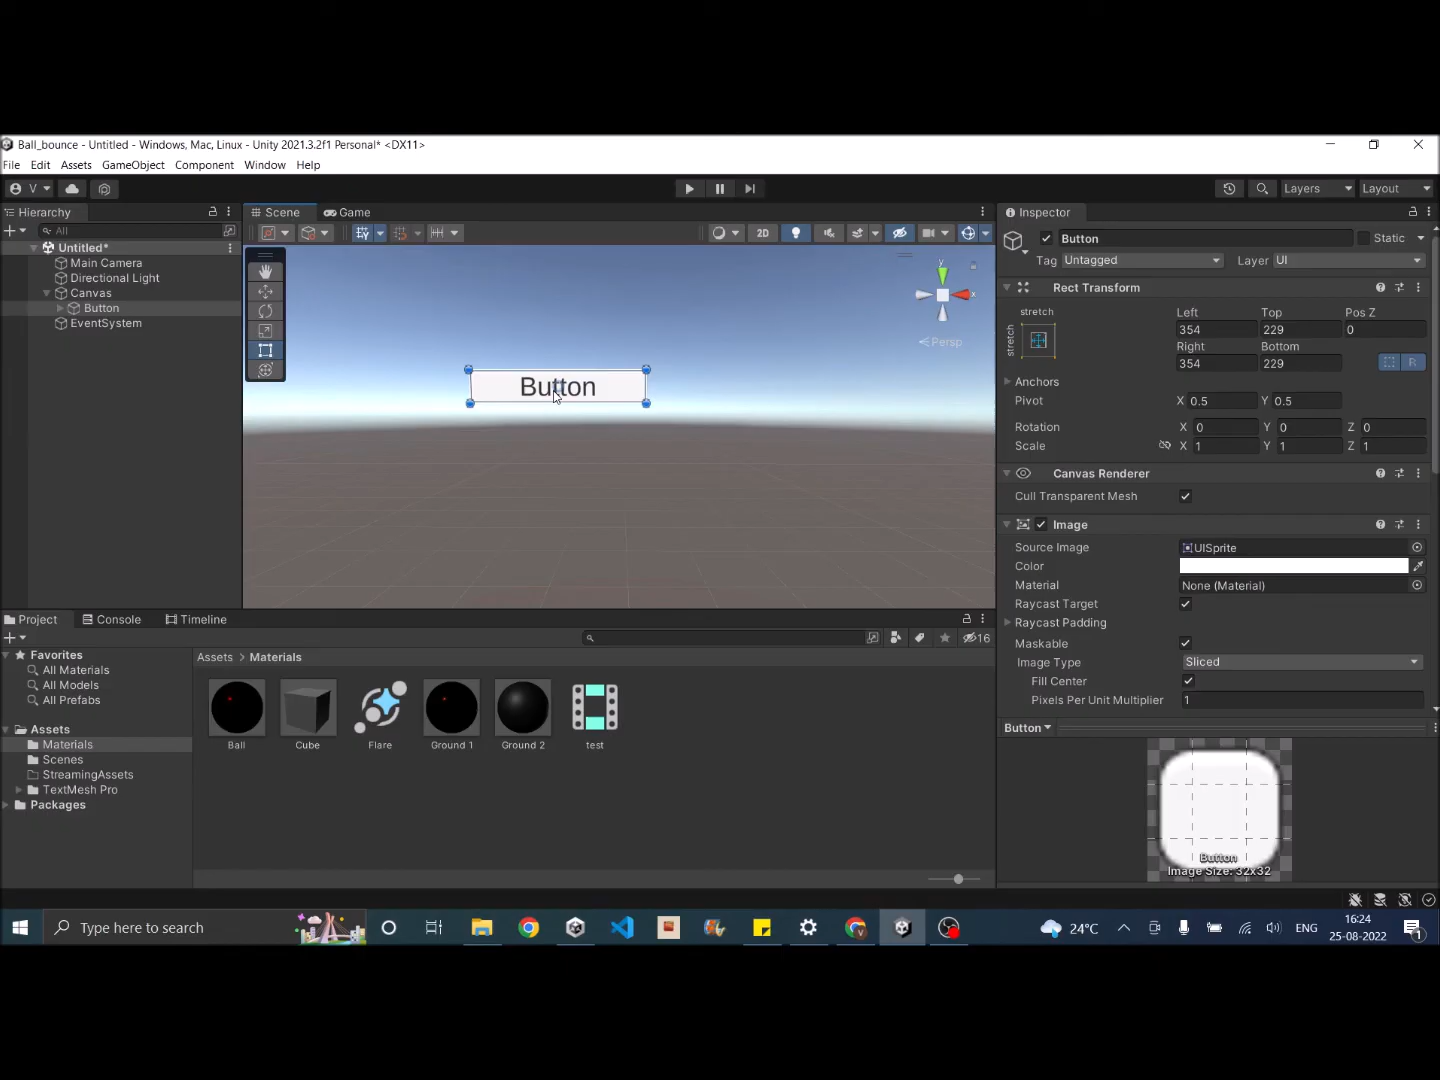 Ball_bounce - Untitled - Windows, Mac, Linux - Unity 2021.3.2f1 Personal* <DX11>
File Edit Assets GameObject Component Window Help
V Layers Layout
Hierarchy
All
Untitled*
Main Camera
Directional Light
Canvas
Button
EventSystem
Scene Game
2D
y
x
Persp
Button
Inspector
Button Static
Tag Untagged Layer UI
Rect Transform
stretch
stretch
Left Top Pos Z
354 229 0
Right Bottom
354 229 R
Anchors
Pivot X 0.5 Y 0.5
Rotation X 0 Y 0 Z 0
Scale X 1 Y 1 Z 1
Canvas Renderer
Cull Transparent Mesh
Image
Source Image UISprite
Color
Material None (Material)
Raycast Target
Raycast Padding
Maskable
Image Type Sliced
Fill Center
Pixels Per Unit Multiplier 1
Button
Button
Image Size: 32x32
Project Console Timeline
16
Favorites
All Materials
All Models
All Prefabs
Assets
Materials
Scenes
StreamingAssets
TextMesh Pro
Packages
Assets > Materials
Ball Cube Flare Ground 1 Ground 2 test
Type here to search
24°C ENG
16:24
25-08-2022
1